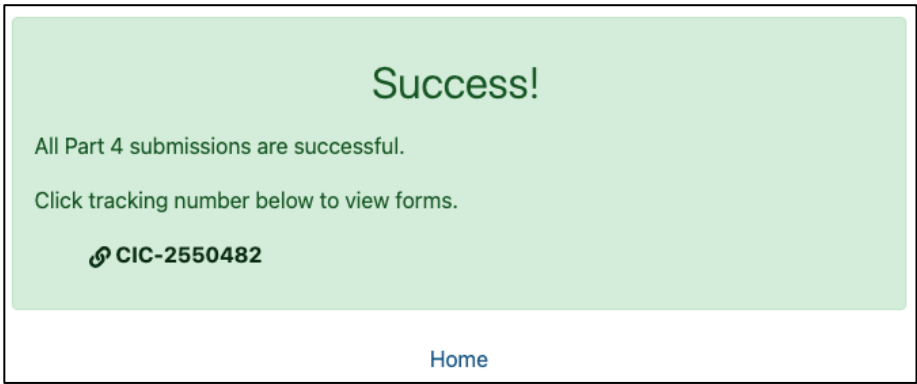 Success!
All Part 4 submissions are successful.
Click tracking number below to view forms.
CIC-2550482
Home